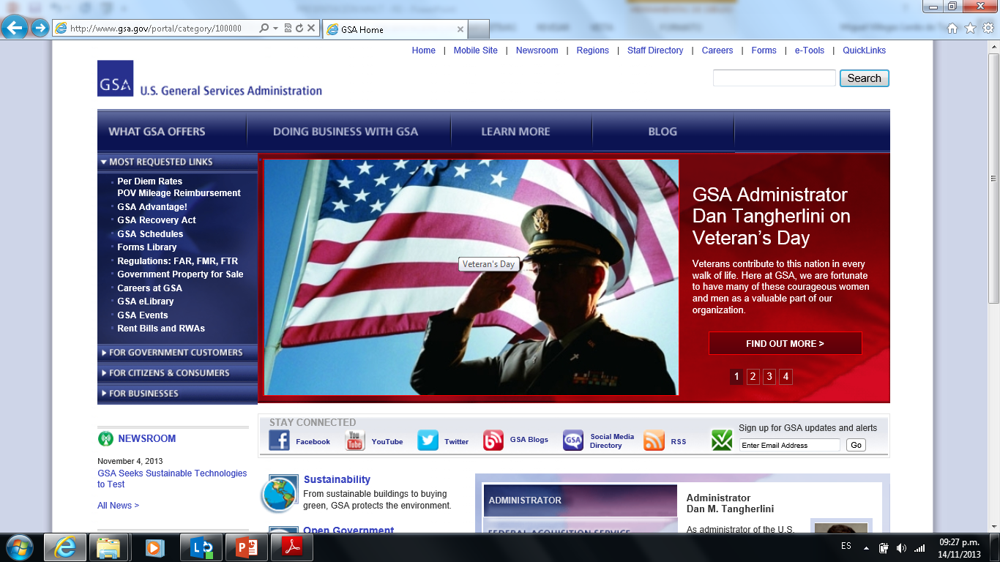 http://www.gsa.gov/portal/category/100000
GSA Home
Home | Mobile Site | Newsroom | Regions | Staff Directory | Careers | Forms | e-Tools | QuickLinks
GSA
U.S. General Services Administration
Search
WHAT GSA OFFERS
DOING BUSINESS WITH GSA
LEARN MORE
BLOG
MOST REQUESTED LINKS
Per Diem Rates
POV Mileage Reimbursement
GSA Advantage!
GSA Recovery Act
GSA Schedules
Forms Library
Regulations: FAR, FMR, FTR
Government Property for Sale
Careers at GSA
GSA eLibrary
GSA Events
Rent Bills and RWAs
FOR GOVERNMENT CUSTOMERS
FOR CITIZENS & CONSUMERS
FOR BUSINESSES
Veteran's Day
GSA Administrator
Dan Tangherlini on
Veteran's Day
Veterans contribute to this nation in every
walk of life. Here at GSA, we are fortunate
to have many of these courageous women
and men as a valuable part of our
organization.
FIND OUT MORE >
1 2 3 4
NEWSROOM
November 4, 2013
GSA Seeks Sustainable Technologies
to Test
All News >
STAY CONNECTED
Facebook
You Tube
YouTube
Twitter
GSA Blogs
GSA
Social Media
Directory
RSS
Sign up for GSA updates and alerts
Enter Email Address
Go
Sustainability
From sustainable buildings to buying
green, GSA protects the environment.
Open Government
ADMINISTRATOR
FEDERAL ACQUISITION SERVICE
Administrator
Dan M. Tangherlini
As administrator of the U.S.
ES
09:27 p.m.
14/11/2013